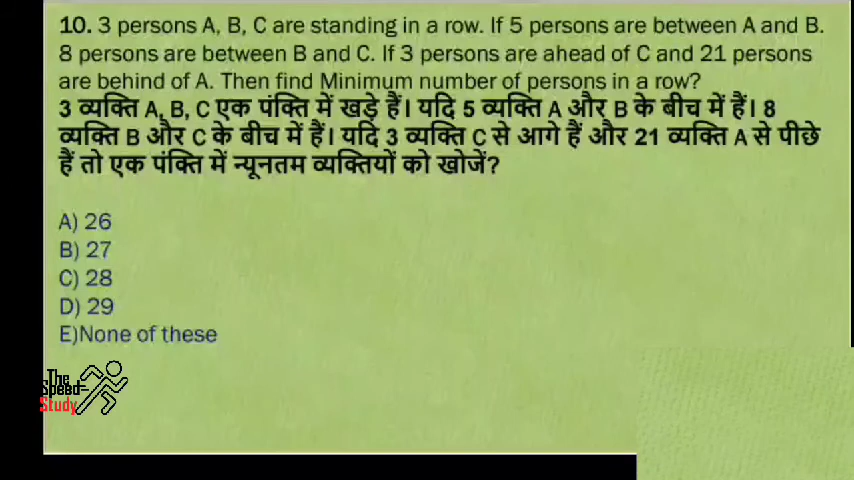 10. 3 persons A, B, C are standing in a row. If 5 persons are between A and B.
8 persons are between B and C. If 3 persons are ahead of C and 21 persons
are behind of A. Then find Minimum number of persons in a row?
3 व्यक्ति A, B, C एक पंक्ति में खड़े हैं। यदि 5 व्यक्ति A और B के बीच में हैं। 8
व्यक्ति B और C के बीच में हैं। यदि 3 व्यक्ति C से आगे हैं और 21 व्यक्ति A से पीछे
हैं तो एक पंक्ति में न्यूनतम व्यक्तियों को खोजें?
A) 26
B) 27
C) 28
D) 29
E)None of these
The
Speed
Study